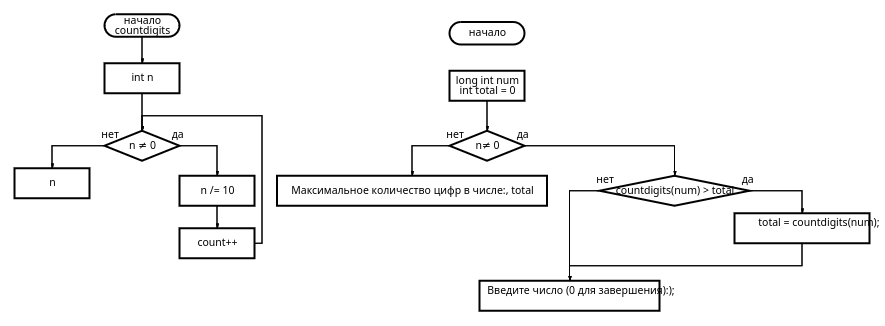 начало
countdigits
int n
нет
да
n ≠ 0
n
n /= 10
count++
начало
long int num
int total = 0
нет
да
n≠ 0
Максимальное количество цифр в числе:, total
нет
да
countdigits(num) > total
total = countdigits(num);
Введите число (0 для завершения):);